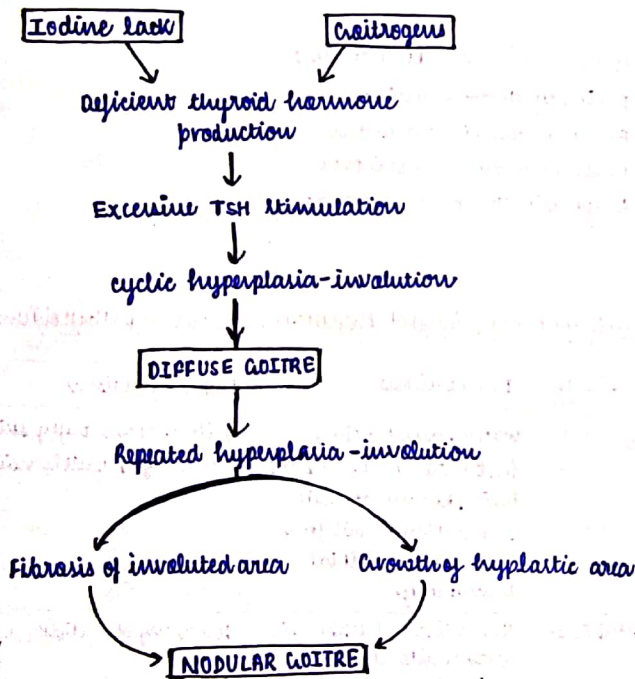 Iodine lack
Goitrogens
Deficient thyroid hormone
production
Excessive TSH stimulation
cyclic hyperplasia-involution
DIFFUSE GOITRE
Repeated hyperplasia-involution
Fibrosis of involuted area
Growth of hyplastic area
NODULAR GOITRE